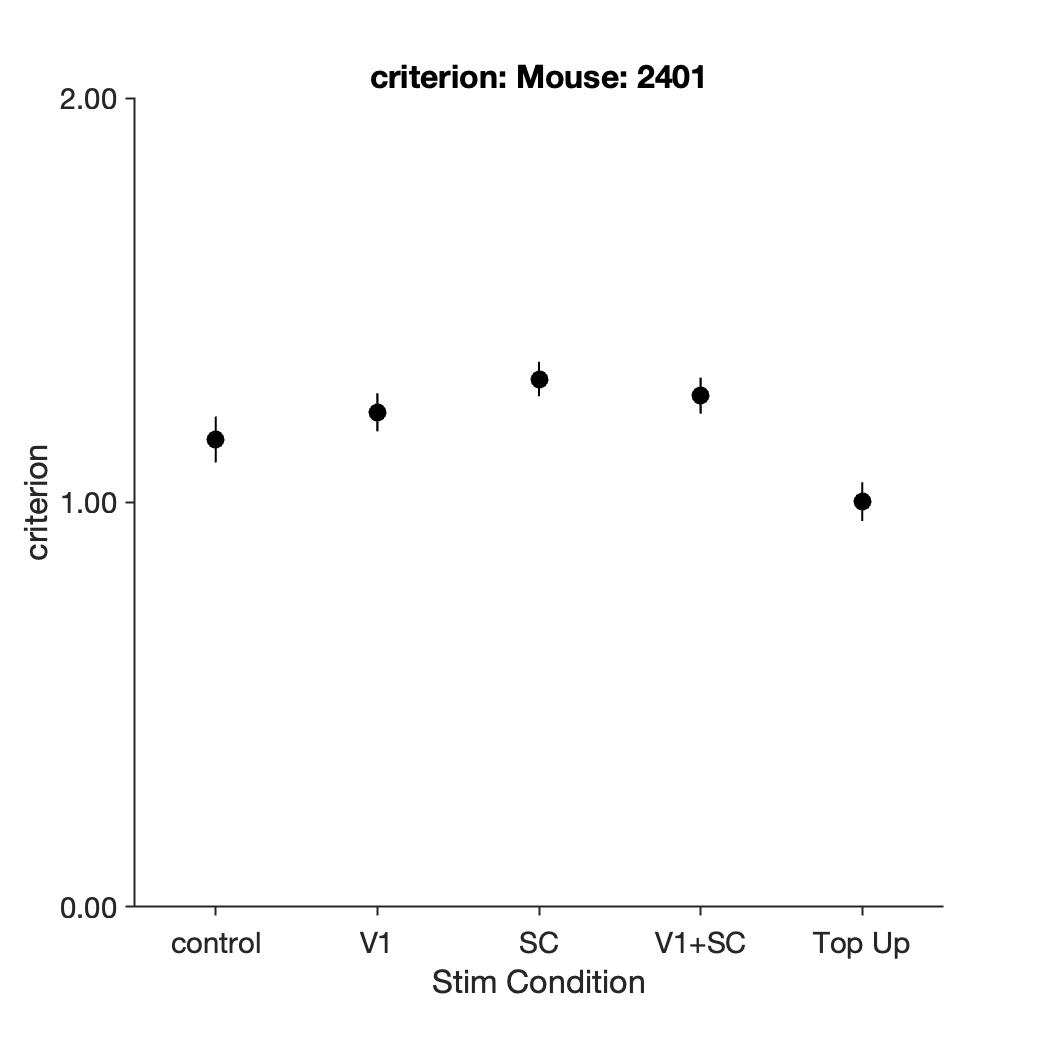 criterion: Mouse: 2401
2.00
1.00
0.00
criterion
control V1 SC V1+SC Top Up
Stim Condition